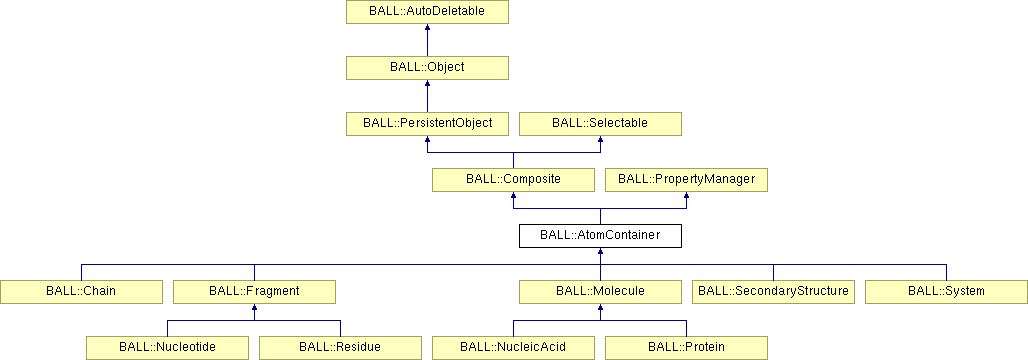 BALL::AutoDeletable
BALL::Object
BALL::PersistentObject
BALL::Selectable
BALL::Composite
BALL::PropertyManager
BALL::AtomContainer
BALL::Chain
BALL::Fragment
BALL::Molecule
BALL::SecondaryStructure
BALL::System
BALL::Nucleotide
BALL::Residue
BALL::NucleicAcid
BALL::Protein